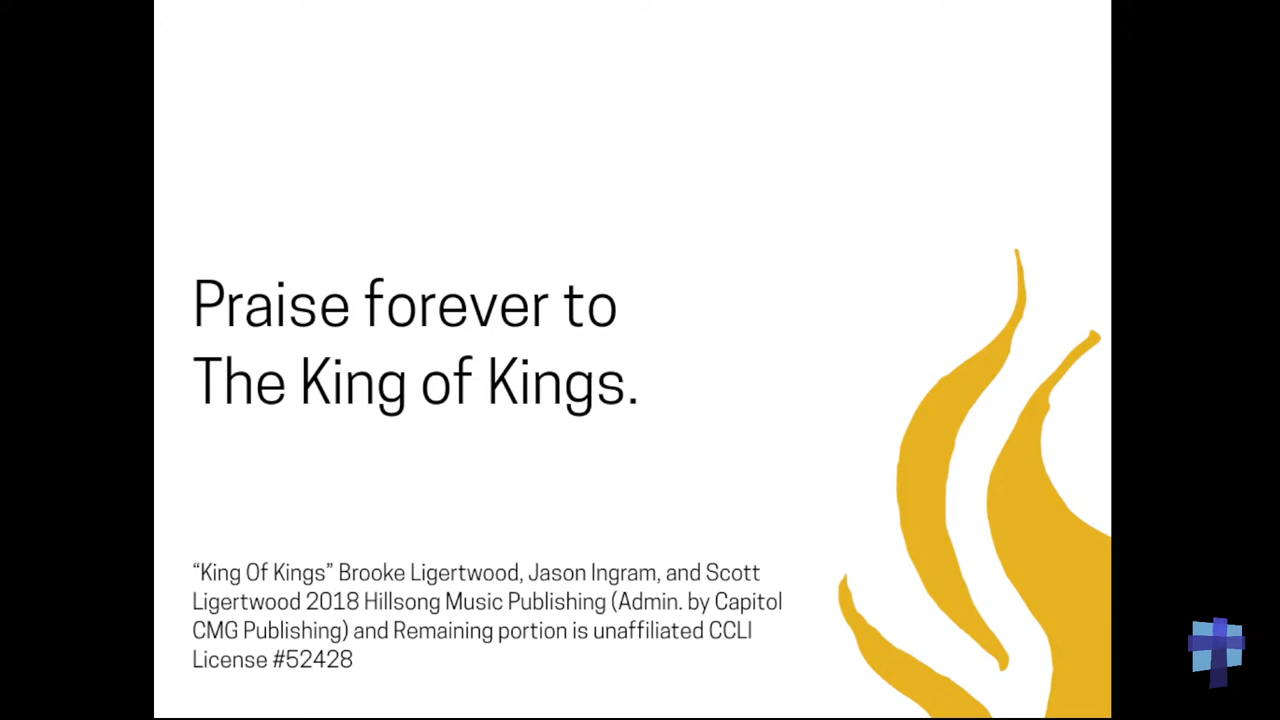 Praise forever to
The King of Kings.
“King Of Kings” Brooke Ligertwood, Jason Ingram, and Scott
Ligertwood 2018 Hillsong Music Publishing (Admin. by Capitol
CMG Publishing) and Remaining portion is unaffiliated CCLI
License #52428